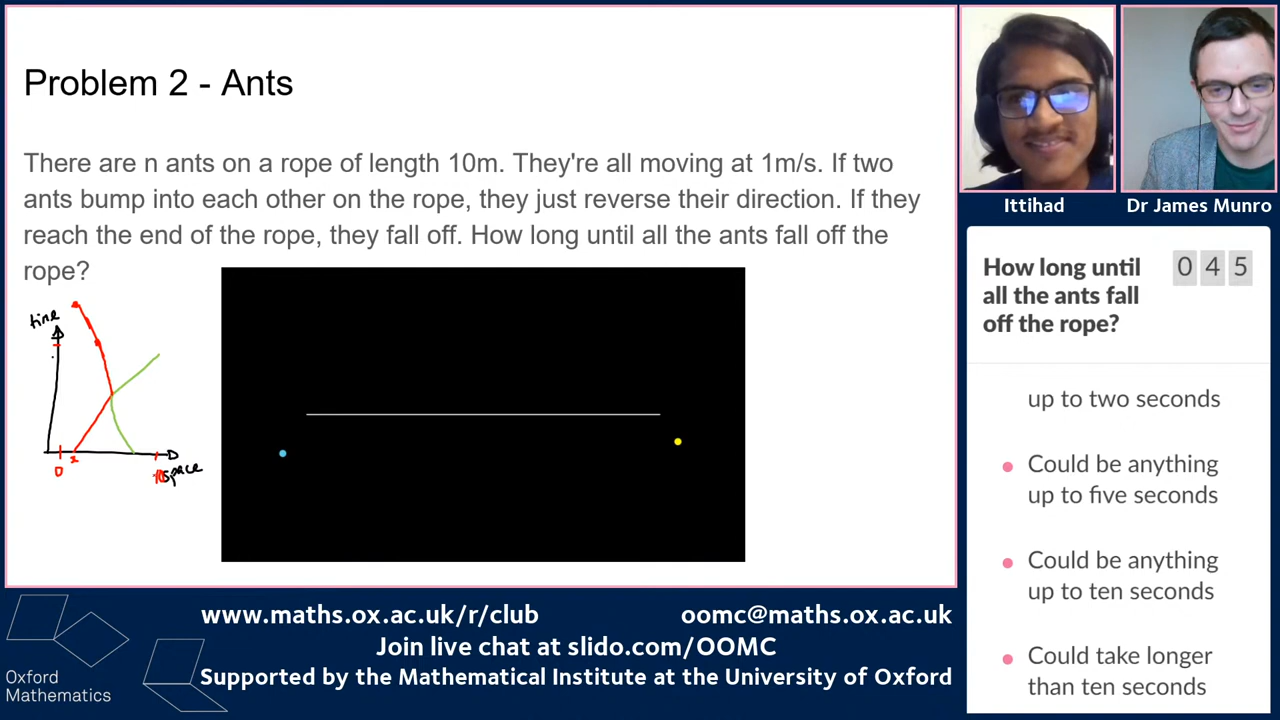 Problem 2 - Ants
There are n ants on a rope of length 10m. They're all moving at 1m/s. If two
ants bump into each other on the rope, they just reverse their direction. If they
reach the end of the rope, they fall off. How long until all the ants fall off the
rope?
time
0
x
10
space
Ittihad
Dr James Munro
How long until
all the ants fall
off the rope?
0 4 5
up to two seconds
Could be anything
up to five seconds
Could be anything
up to ten seconds
Could take longer
than ten seconds
Oxford
Mathematics
www.maths.ox.ac.uk/r/club
oomc@maths.ox.ac.uk
Join live chat at slido.com/OOMC
Supported by the Mathematical Institute at the University of Oxford